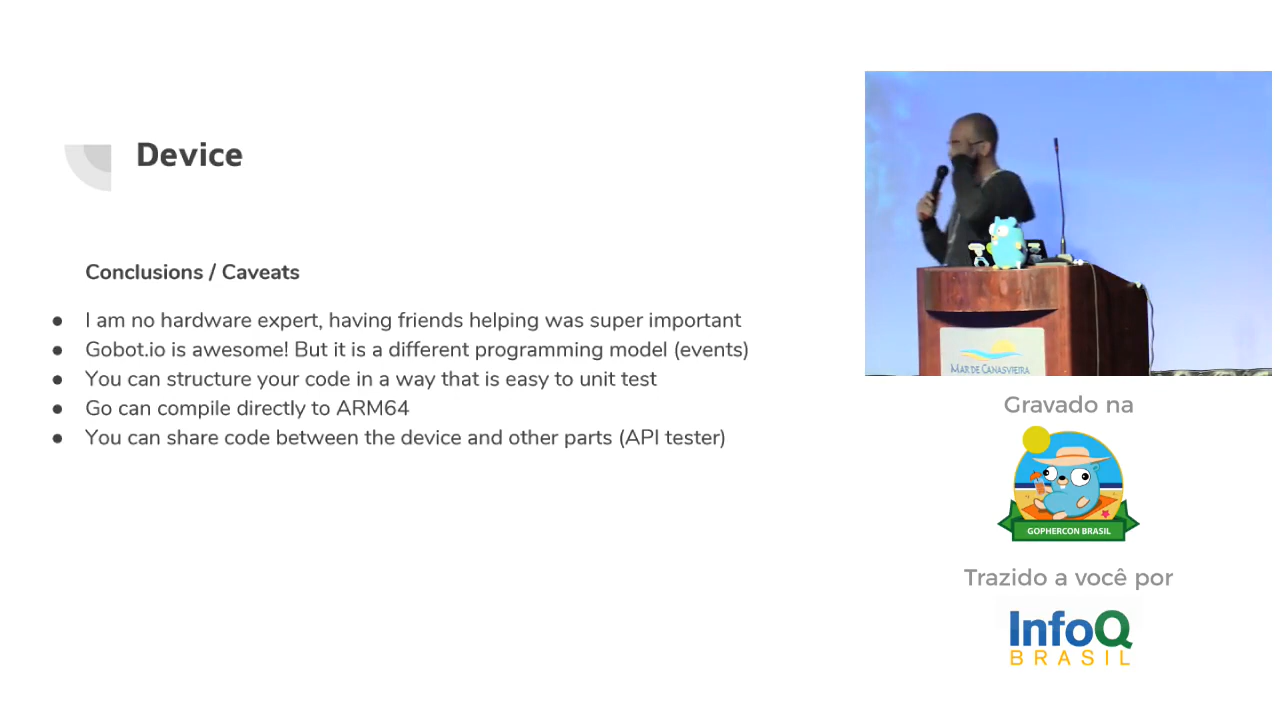 Device
Conclusions / Caveats
● I am no hardware expert, having friends helping was super important
● Gobot.io is awesome! But it is a different programming model (events)
● You can structure your code in a way that is easy to unit test
● Go can compile directly to ARM64
● You can share code between the device and other parts (API tester)
MAR DE CANASVIEIRA
Gravado na
GOPHERCON BRASIL
Trazido a você por
InfoQ
BRASIL